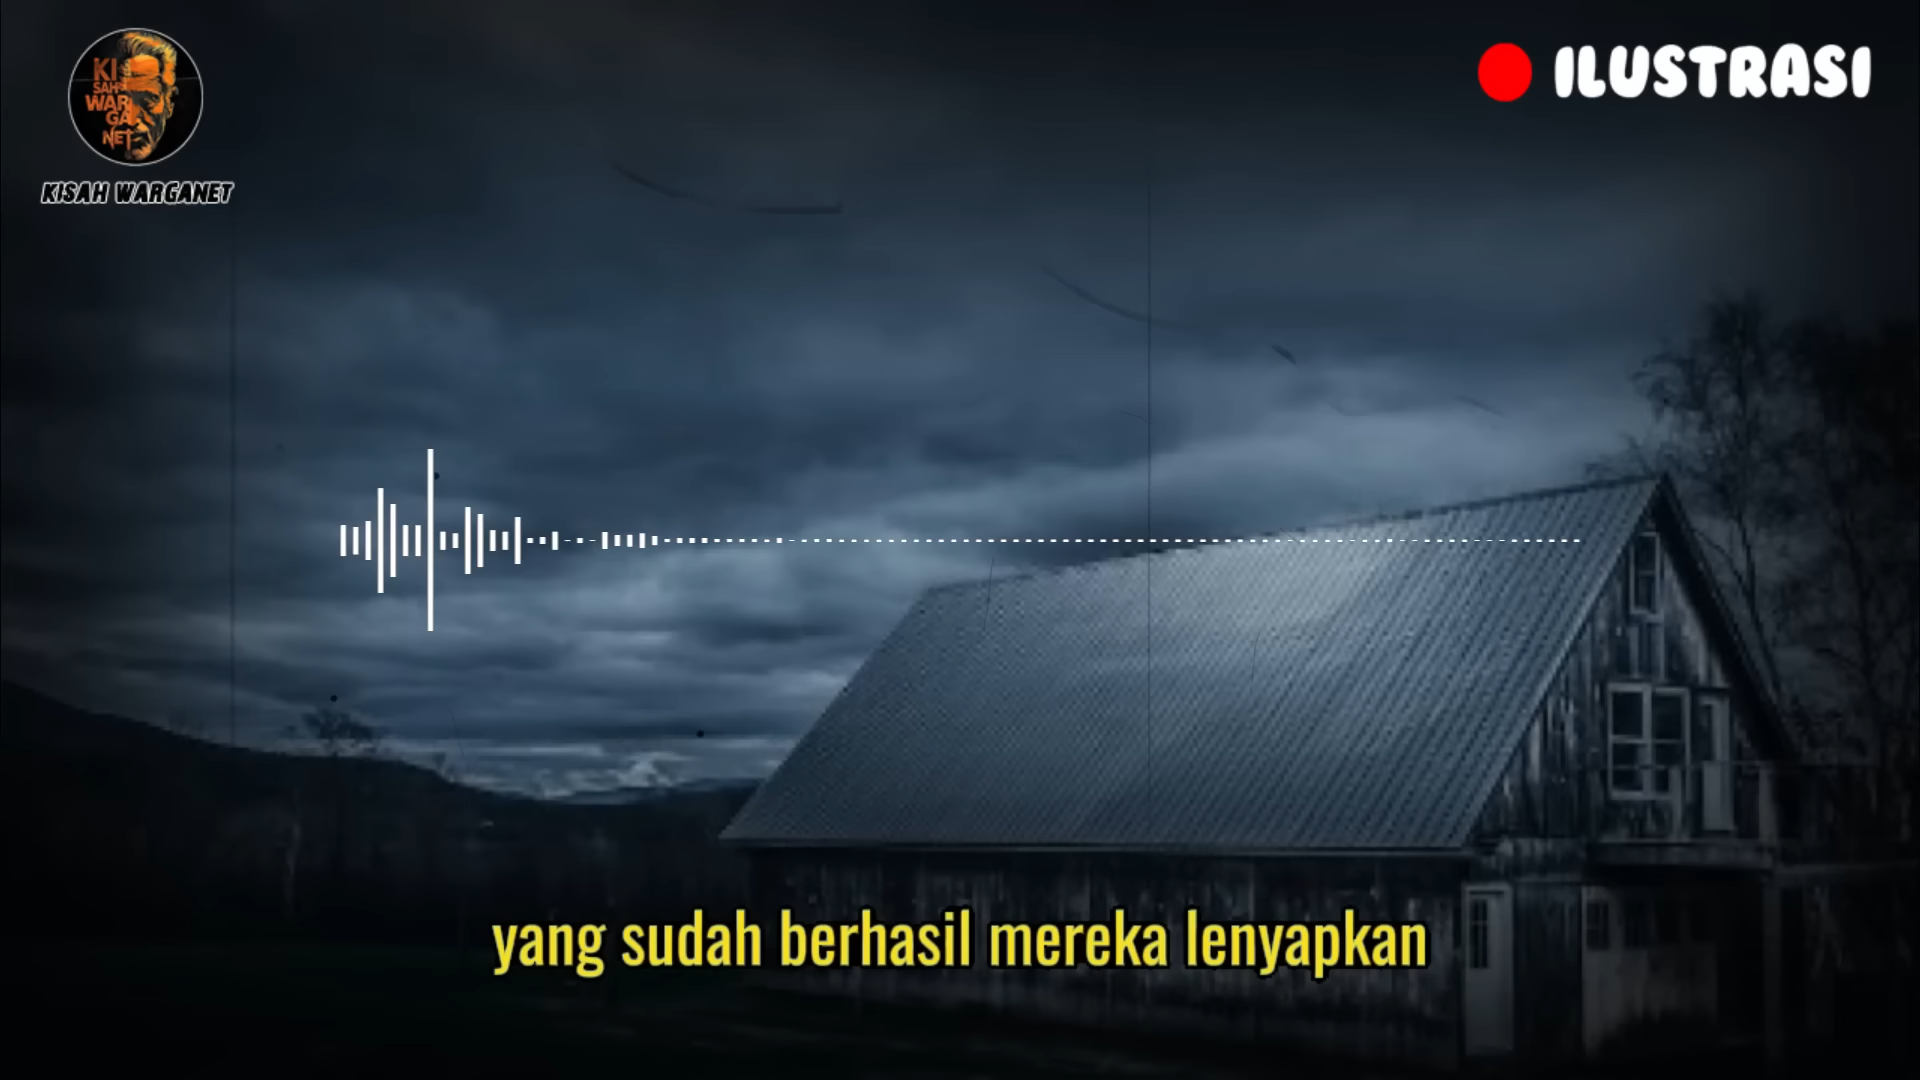 KI
SAH
WAR
GA
NET
KISAH WARGANET
ILUSTRASI
yang sudah berhasil mereka lenyapkan